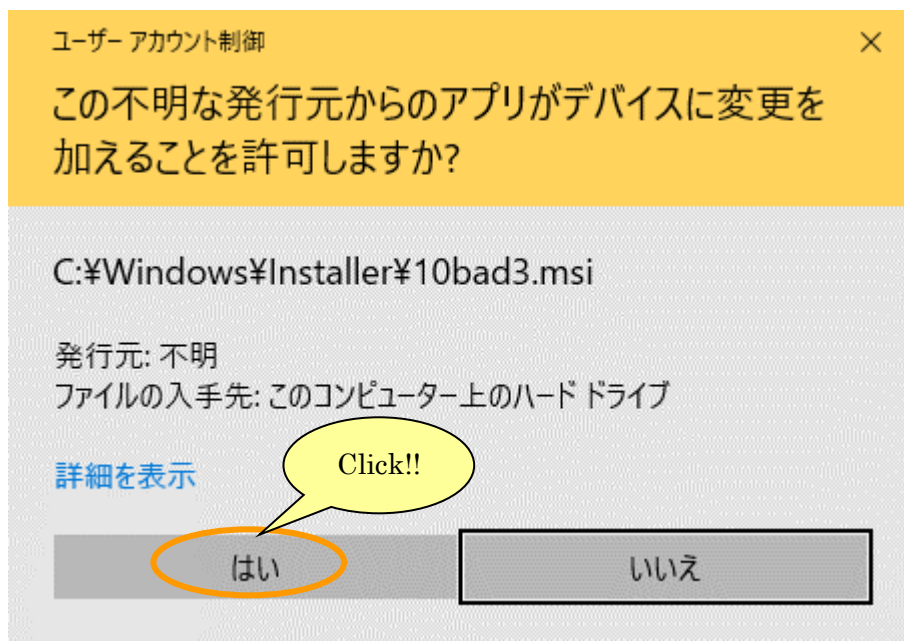 ユーザー アカウント制御
この不明な発行元からのアプリがデバイスに変更を
加えることを許可しますか?
C:¥Windows¥Installer¥10bad3.msi
発行元: 不明
ファイルの入手先: このコンピューター上のハード ドライブ
Click!!
詳細を表示
はい
いいえ